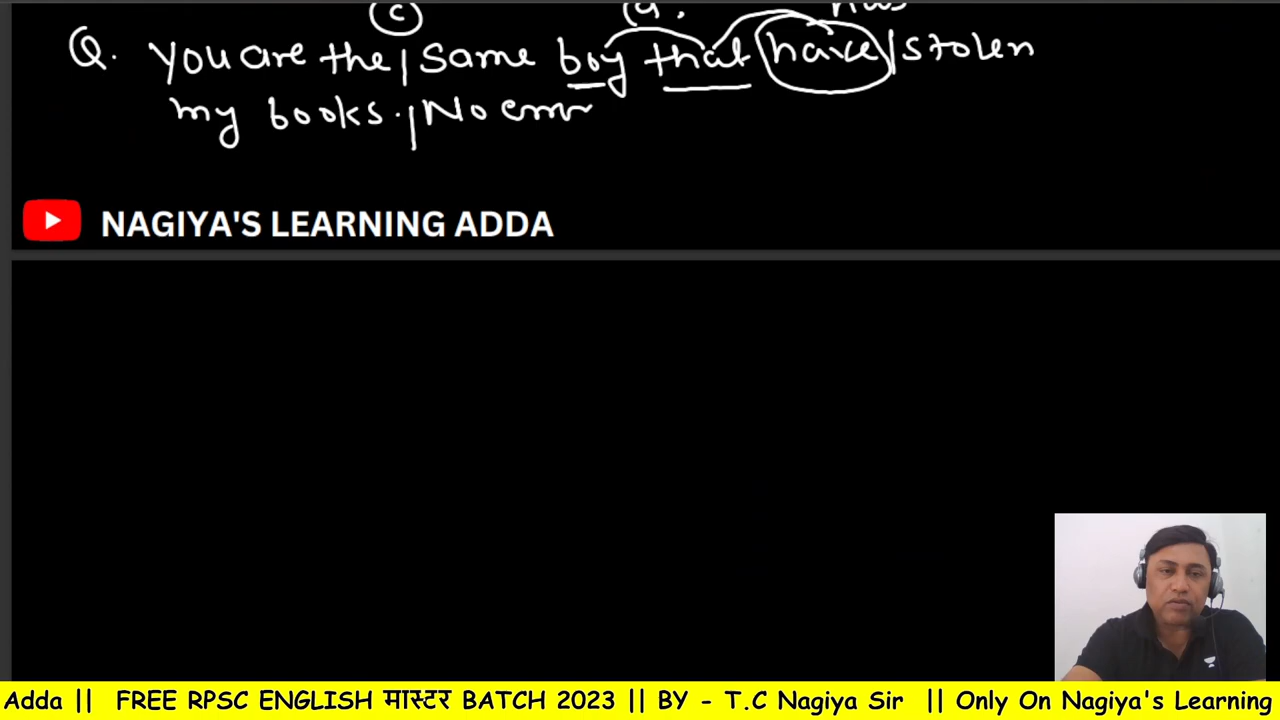 (c) (a. has
Q. You are the | same boy that have | stolen
my books. | No error
NAGIYA'S LEARNING ADDA
Adda || FREE RPSC ENGLISH मास्टर BATCH 2023 || BY - T.C Nagiya Sir || Only On Nagiya's Learning